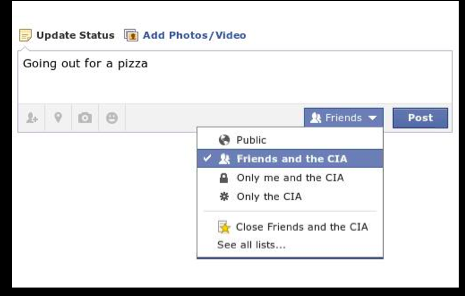 Update Status Add Photos/Video
Going out for a pizza
Friends Post
Public
Friends and the CIA
Only me and the CIA
Only the CIA
Close Friends and the CIA
See all lists...